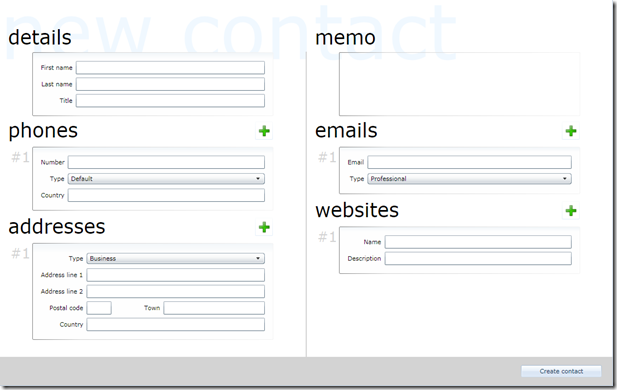 new contact
details
First name
Last name
Title
phones
#1
Number
Type Default
Country
addresses
#1
Type Business
Address line 1
Address line 2
Postal code Town
Country
memo
emails
#1
Email
Type Professional
websites
#1
Name
Description
Create contact